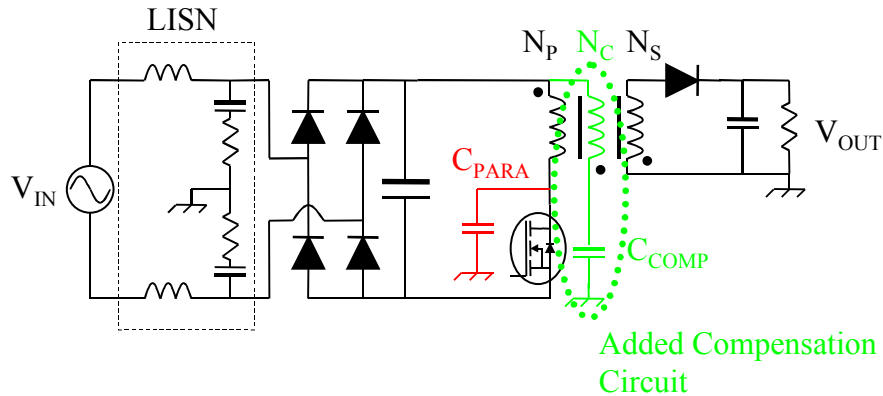 LISN
N_P N_C N_S
C_PARA
V_IN
V_OUT
C_COMP
Added Compensation
Circuit